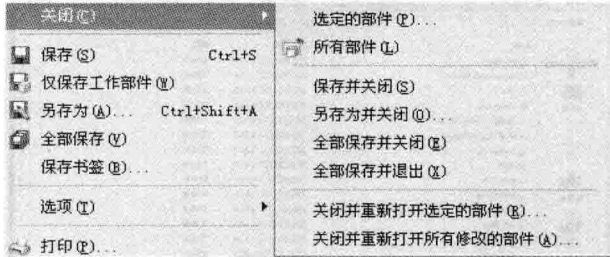 关闭(C)
保存(S) Ctrl+S
仅保存工作部件(W)
另存为(A)... Ctrl+Shift+A
全部保存(V)
保存书签(B)...
选项(T)
打印(P)...
选定的部件(P)...
所有部件(L)
保存并关闭(S)
另存为并关闭(O)...
全部保存并关闭(E)
全部保存并退出(X)
关闭并重新打开选定的部件(R)...
关闭并重新打开所有修改的部件(A)...